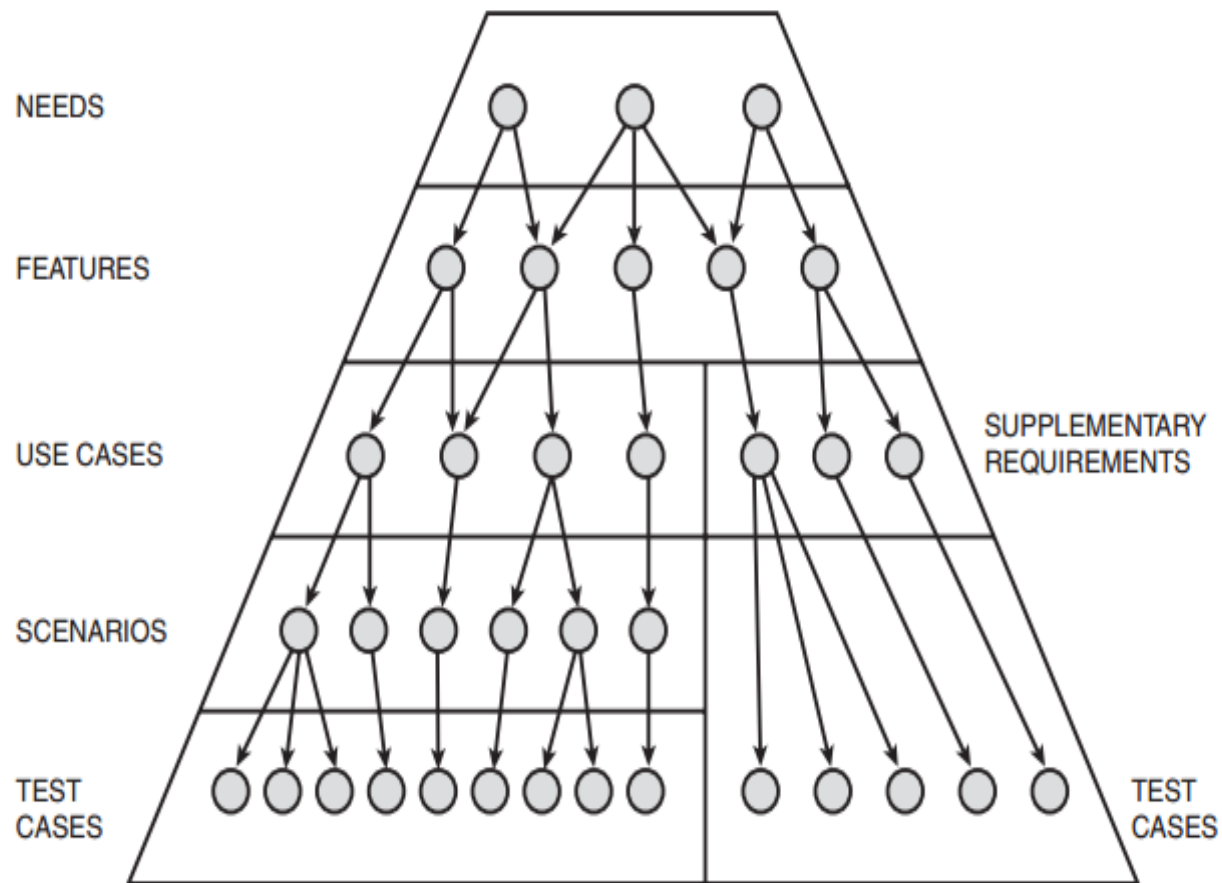 NEEDS
FEATURES
USE CASES
SUPPLEMENTARY
REQUIREMENTS
SCENARIOS
TEST
CASES
TEST
CASES